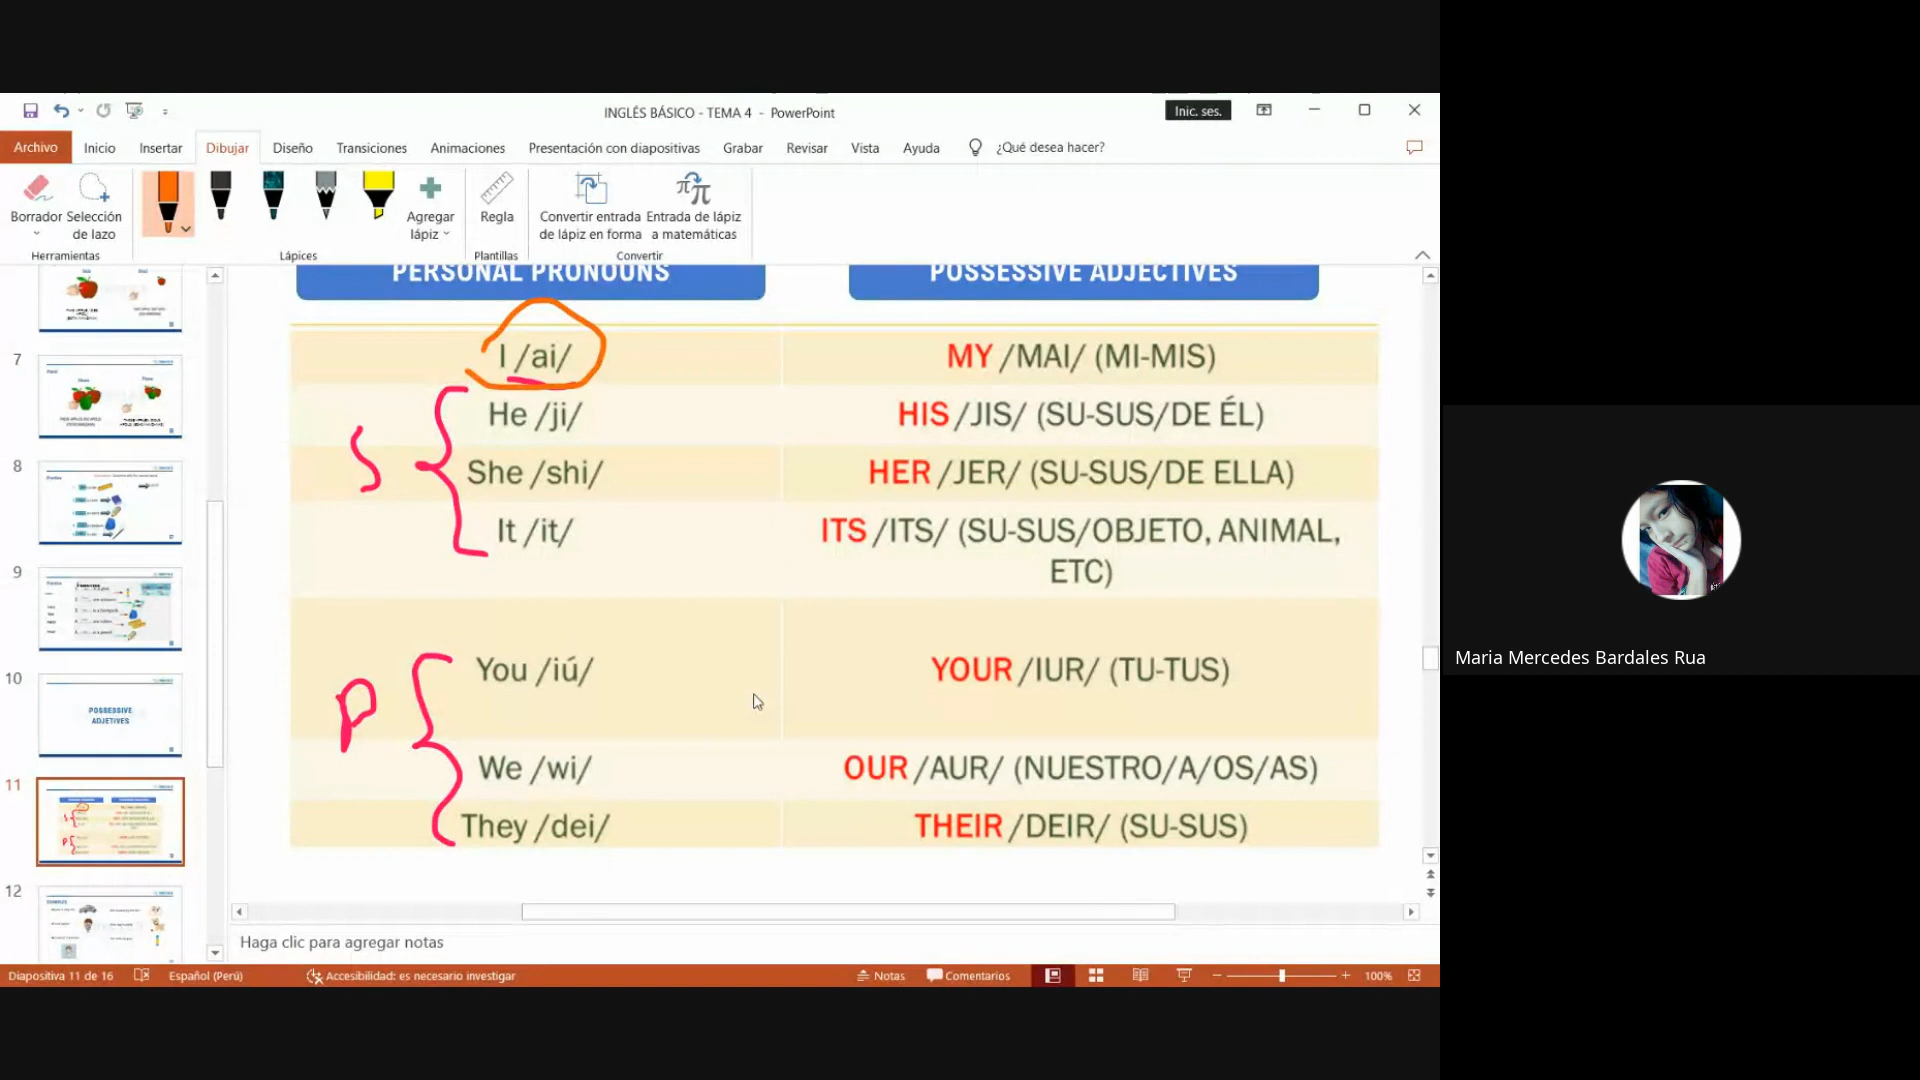 INGLÉS BÁSICO - TEMA 4 - PowerPoint
Inic. ses.
Archivo Inicio Insertar Dibujar Diseño Transiciones Animaciones Presentación con diapositivas Grabar Revisar Vista Ayuda ¿Qué desea hacer?
Borrador
Selección de lazo
Agregar lápiz
Regla
Convertir entrada de lápiz en forma
Entrada de lápiz a matemáticas
Herramientas Lápices Plantillas Convertir
PERSONAL PRONOUNS POSSESSIVE ADJECTIVES
I /ai/ MY /MAI/ (MI-MIS)
He /ji/ HIS /JIS/ (SU-SUS/DE ÉL)
S
She /shi/ HER /JER/ (SU-SUS/DE ELLA)
It /it/ ITS /ITS/ (SU-SUS/OBJETO, ANIMAL,
ETC)
P
You /iú/ YOUR /IUR/ (TU-TUS)
We /wi/ OUR /AUR/ (NUESTRO/A/OS/AS)
They /dei/ THEIR /DEIR/ (SU-SUS)
7
8
9
10
POSSESSIVE
ADJETIVES
11
12
Haga clic para agregar notas
Diapositiva 11 de 16 Español (Perú) Accesibilidad: es necesario investigar Notas Comentarios 100%
Maria Mercedes Bardales Rua